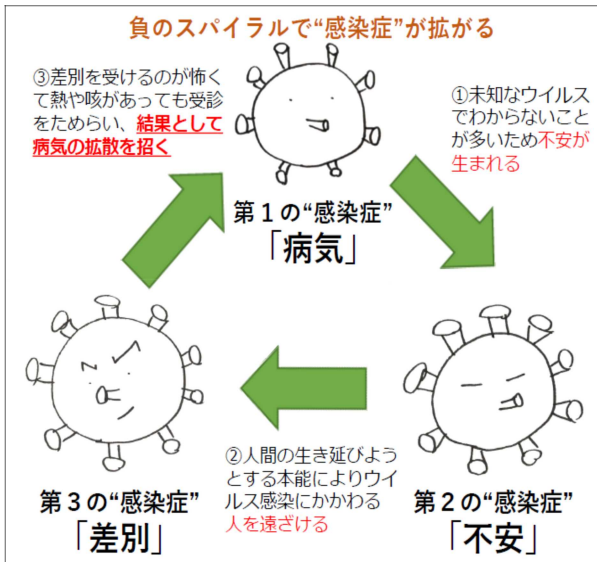 負のスパイラルで“感染症”が拡がる
③差別を受けるのが怖く
て熱や咳があっても受診
をためらい、結果として
病気の拡散を招く
①未知なウイルス
でわからないこと
が多いため不安が
生まれる
第１の“感染症”
「病気」
②人間の生き延びよう
とする本能によりウイ
ルス感染にかかわる
人を遠ざける
第３の“感染症”
「差別」
第２の“感染症”
「不安」